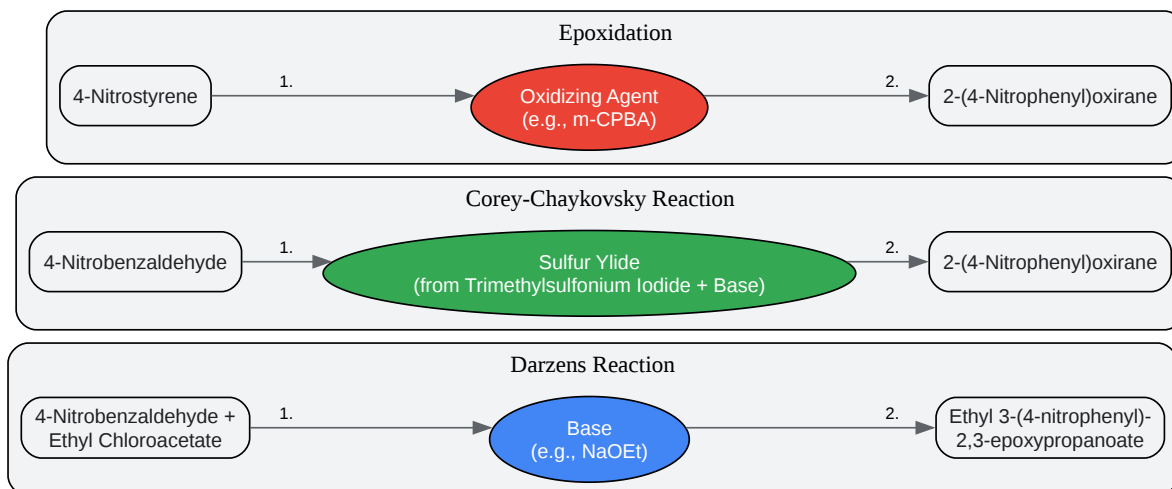 Epoxidation
4-Nitrostyrene
1.
Oxidizing Agent
(e.g., m-CPBA)
2.
2-(4-Nitrophenyl)oxirane
Corey-Chaykovsky Reaction
4-Nitrobenzaldehyde
1.
Sulfur Ylide
(from Trimethylsulfonium Iodide + Base)
2.
2-(4-Nitrophenyl)oxirane
Darzens Reaction
4-Nitrobenzaldehyde +
Ethyl Chloroacetate
1.
Base
(e.g., NaOEt)
2.
Ethyl 3-(4-nitrophenyl)-
2,3-epoxypropanoate